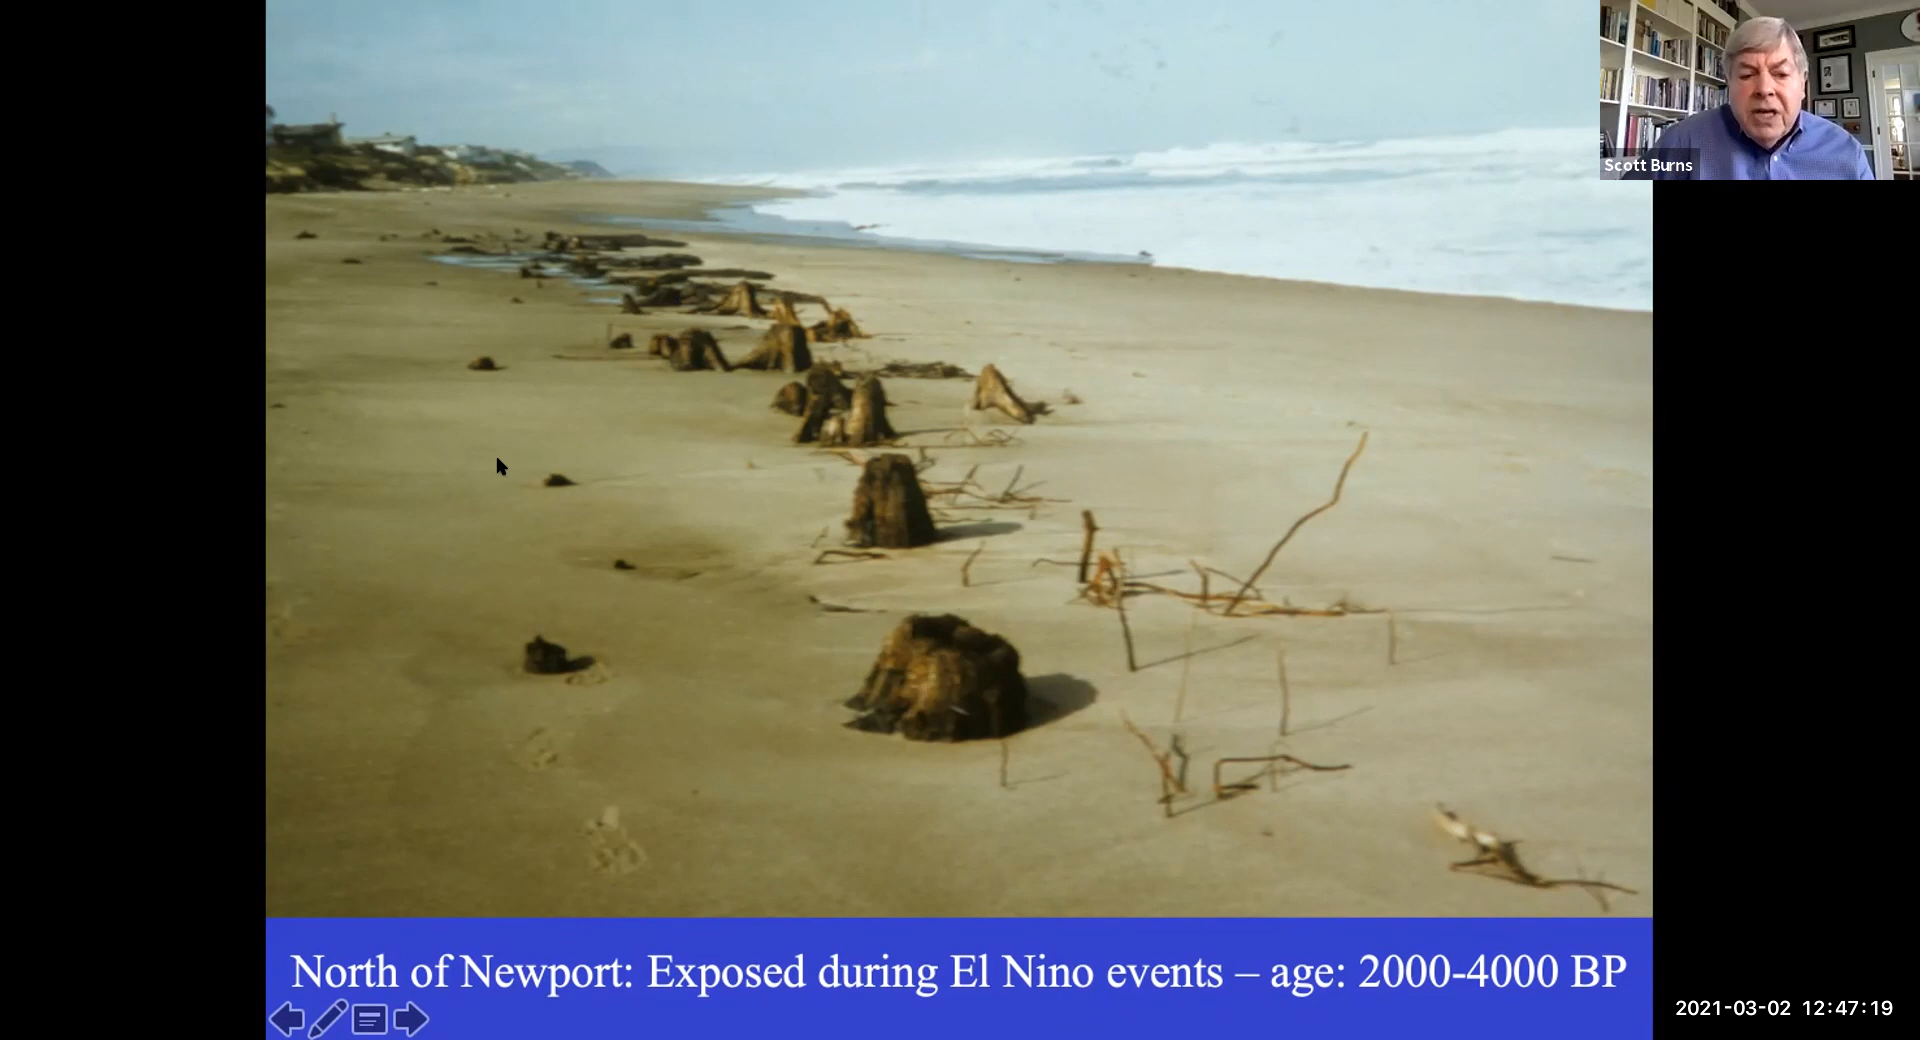 Scott Burns
North of Newport: Exposed during El Nino events – age: 2000-4000 BP
2021-03-02 12:47:19